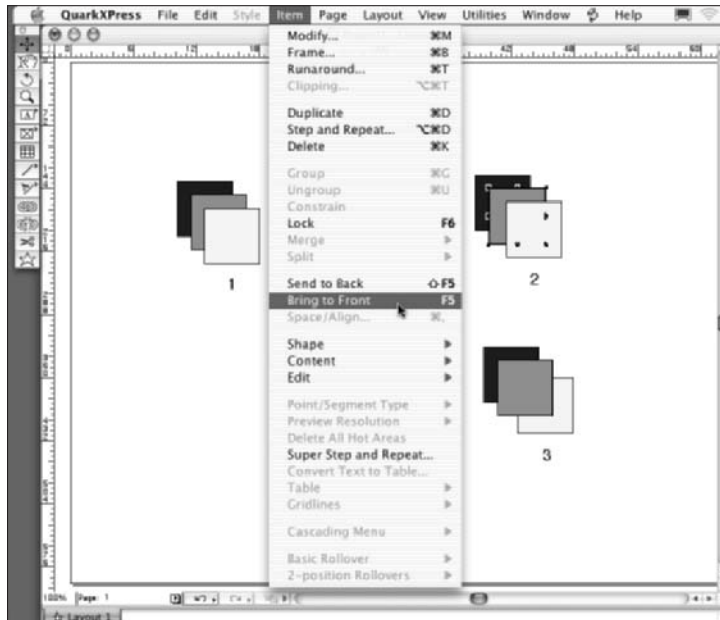 QuarkXPress File Edit Style Item Page Layout View Utilities Window Help
Modify... ⌘M
Frame... ⌘B
Runaround... ⌘T
Clipping... ⌥⌘T
Duplicate ⌘D
Step and Repeat... ⌥⌘D
Delete ⌘K
Group ⌘G
Ungroup ⌘U
Constrain
Lock F6
Merge
Split
Send to Back ⇧F5
Bring to Front F5
Space/Align... ⌘,
Shape
Content
Edit
Point/Segment Type
Preview Resolution
Delete All Hot Areas
Super Step and Repeat...
Convert Text to Table...
Table
Gridlines
Cascading Menu
Basic Rollover
2-position Rollovers
1
2
3
100% Page: 1
Layout 1